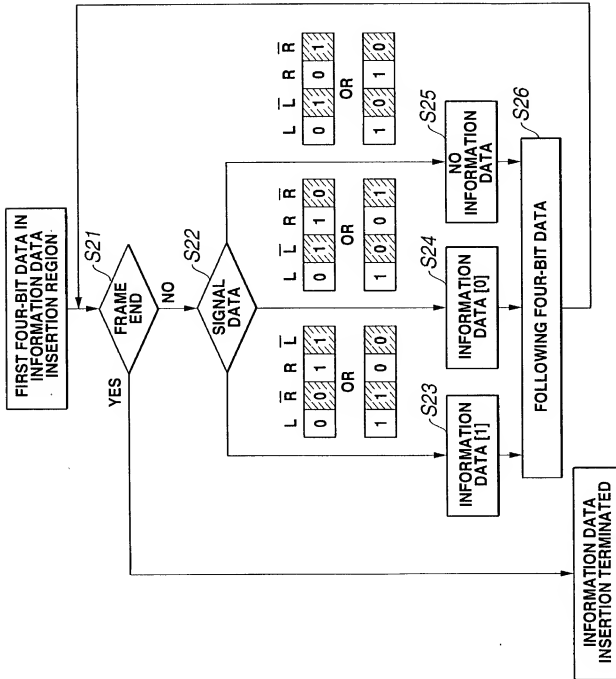 FIRST FOUR-BIT DATA IN
INFORMATION DATA
INSERTION REGION
S21
FRAME
END
YES
NO
S22
SIGNAL
DATA
L R̅ R L̅
0 0 1 1
OR
1 1 0 0
L L̅ R R̅
0 1 1 0
OR
1 0 0 1
L L̅ R R̅
0 1 0 1
OR
1 0 1 0
S23
INFORMATION
DATA [1]
S24
INFORMATION
DATA [0]
S25
NO
INFORMATION
DATA
S26
FOLLOWING FOUR-BIT DATA
INFORMATION DATA
INSERTION TERMINATED